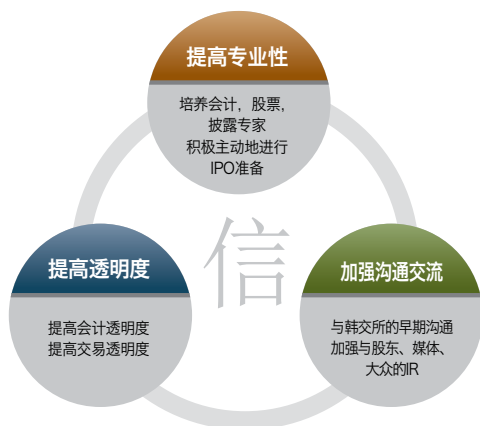 提高专业性
培养会计，股票，
披露专家
积极主动地进行
IPO准备
信
提高透明度
提高会计透明度
提高交易透明度
加强沟通交流
与韩交所的早期沟通
加强与股东、媒体、
大众的IR